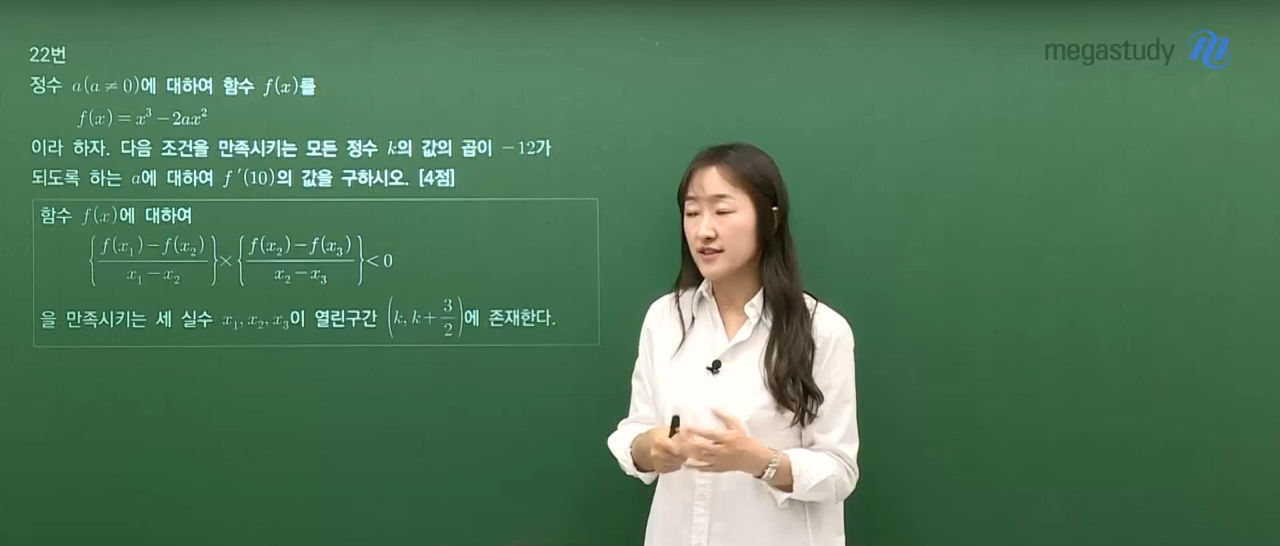 megastudy
22번
정수 a(a ≠ 0)에 대하여 함수 f(x)를
f(x) = x³ − 2ax²
이라 하자. 다음 조건을 만족시키는 모든 정수 k의 값의 곱이 −12가
되도록 하는 a에 대하여 f′(10)의 값을 구하시오. [4점]
함수 f(x)에 대하여
{(f(x₁)−f(x₂))/(x₁−x₂)}×{(f(x₂)−f(x₃))/(x₂−x₃)}<0
을 만족시키는 세 실수 x₁, x₂, x₃이 열린구간 (k, k+3/2)에 존재한다.